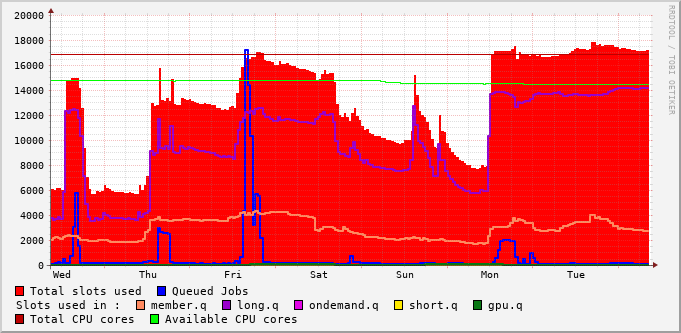 RRDTOOL / TOBI OETIKER
20000
18000
16000
14000
12000
10000
8000
6000
4000
2000
0
Wed Thu Fri Sat Sun Mon Tue
Total slots used Queued Jobs
Slots used in : member.q long.q ondemand.q short.q gpu.q
Total CPU cores Available CPU cores